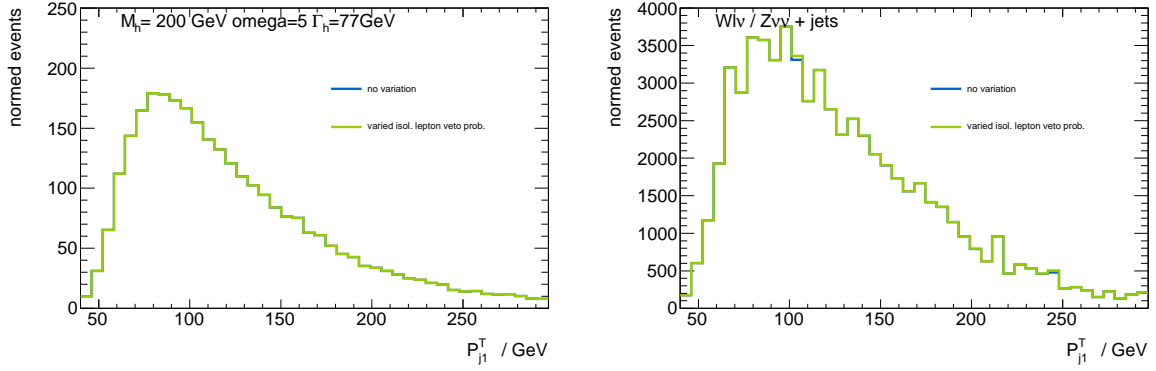 M_h= 200 GeV omega=5 Γ_h=77GeV
normed events
250
200
150
100
50
0
no variation
varied isol. lepton veto prob.
50 100 150 200 250
P^T_j1 / GeV
Wlν / Zνν + jets
normed events
4000
3500
3000
2500
2000
1500
1000
500
0
no variation
varied isol. lepton veto prob.
50 100 150 200 250
P^T_j1 / GeV